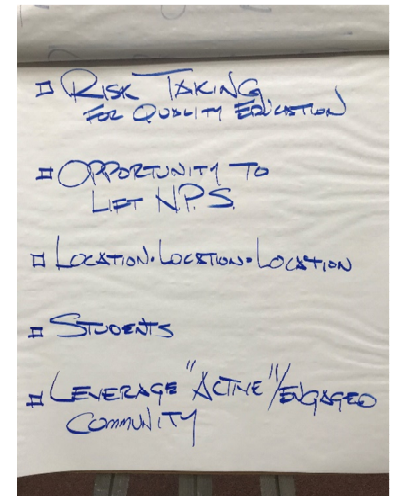 RISK TAKING
FOR QUALITY EDUCATION
OPPORTUNITY TO
LIFT N.P.S.
LOCATION•LOCATION•LOCATION
STUDENTS
LEVERAGE "ACTIVE"/ENGAGED
COMMUNITY